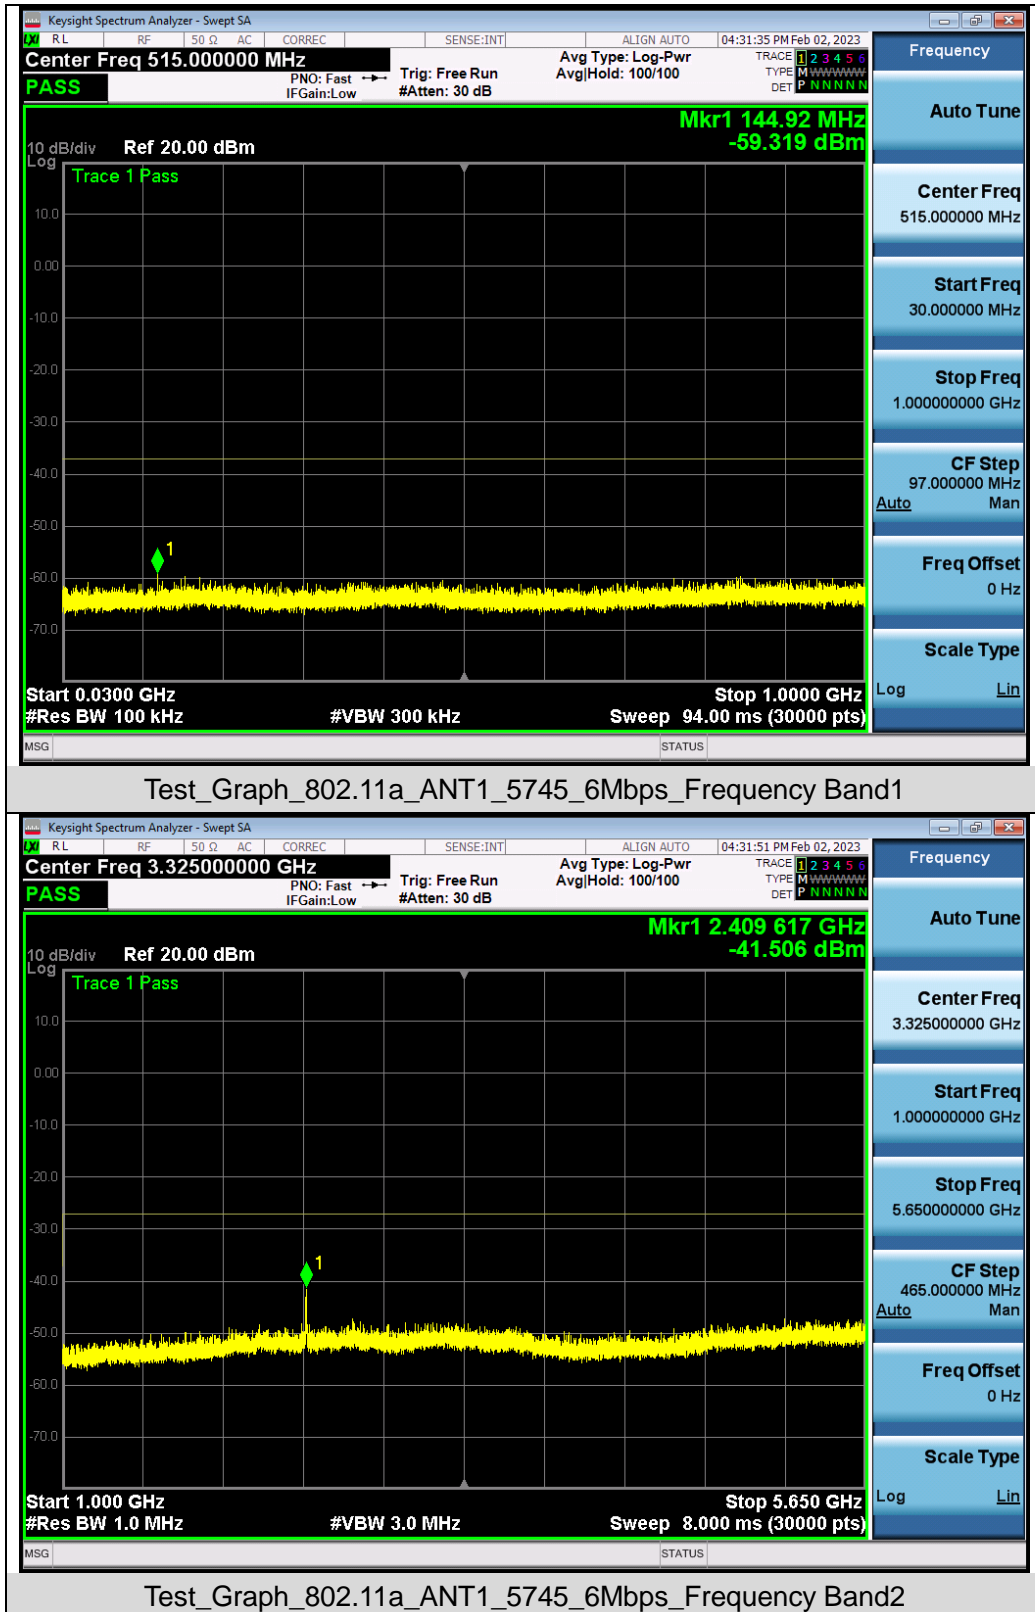 Keysight Spectrum Analyzer - Swept SA
LXI RL RF 50 Ω AC CORREC SENSE:INT ALIGN AUTO 04:31:35 PM Feb 02, 2023
Center Freq 515.000000 MHz
PASS
PNO: Fast
IFGain:Low
Trig: Free Run
#Atten: 30 dB
Avg Type: Log-Pwr
Avg|Hold: 100/100
TRACE 1 2 3 4 5 6
TYPE M WWWWW
DET P N N N N N
Mkr1 144.92 MHz
-59.319 dBm
10 dB/div Ref 20.00 dBm
Log
Trace 1 Pass
10.0
0.00
-10.0
-20.0
-30.0
-40.0
-50.0
1
-60.0
-70.0
Start 0.0300 GHz Stop 1.0000 GHz
#Res BW 100 kHz #VBW 300 kHz Sweep 94.00 ms (30000 pts)
MSG STATUS
Frequency
Auto Tune
Center Freq
515.000000 MHz
Start Freq
30.000000 MHz
Stop Freq
1.000000000 GHz
CF Step
97.000000 MHz
Auto Man
Freq Offset
0 Hz
Scale Type
Log Lin
Test_Graph_802.11a_ANT1_5745_6Mbps_Frequency Band1
Keysight Spectrum Analyzer - Swept SA
LXI RL RF 50 Ω AC CORREC SENSE:INT ALIGN AUTO 04:31:51 PM Feb 02, 2023
Center Freq 3.325000000 GHz
PASS
PNO: Fast
IFGain:Low
Trig: Free Run
#Atten: 30 dB
Avg Type: Log-Pwr
Avg|Hold: 100/100
TRACE 1 2 3 4 5 6
TYPE M WWWWW
DET P N N N N N
Mkr1 2.409 617 GHz
-41.506 dBm
10 dB/div Ref 20.00 dBm
Log
Trace 1 Pass
10.0
0.00
-10.0
-20.0
-30.0
1
-40.0
-50.0
-60.0
-70.0
Start 1.000 GHz Stop 5.650 GHz
#Res BW 1.0 MHz #VBW 3.0 MHz Sweep 8.000 ms (30000 pts)
MSG STATUS
Frequency
Auto Tune
Center Freq
3.325000000 GHz
Start Freq
1.000000000 GHz
Stop Freq
5.650000000 GHz
CF Step
465.000000 MHz
Auto Man
Freq Offset
0 Hz
Scale Type
Log Lin
Test_Graph_802.11a_ANT1_5745_6Mbps_Frequency Band2